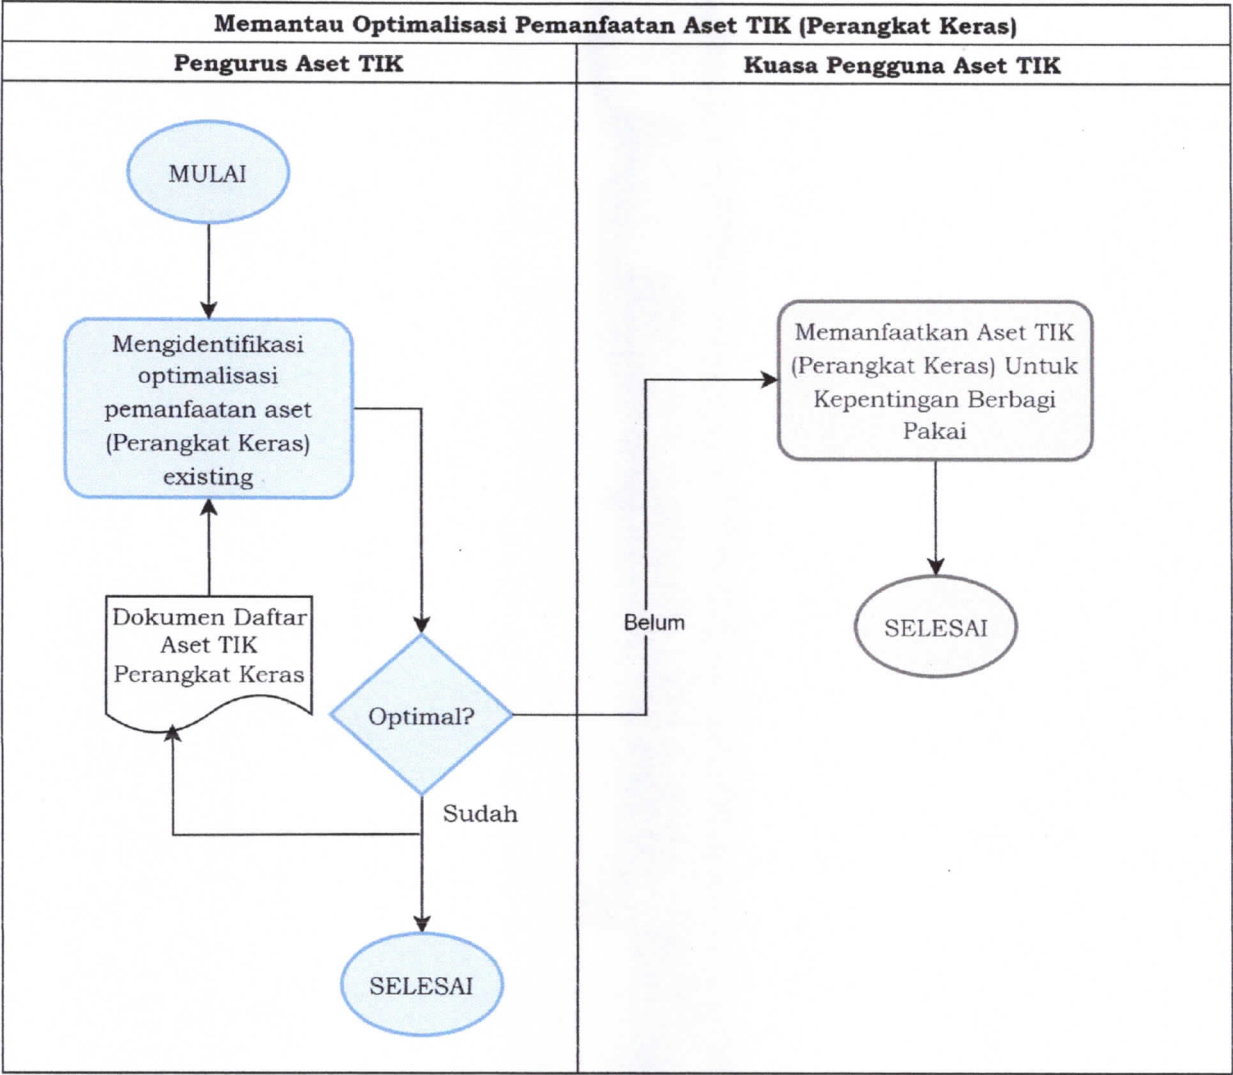 Memantau Optimalisasi Pemanfaatan Aset TIK (Perangkat Keras)
Pengurus Aset TIK
Kuasa Pengguna Aset TIK
MULAI
Mengidentifikasi
optimalisasi
pemanfaatan aset
(Perangkat Keras)
existing
Memanfaatkan Aset TIK
(Perangkat Keras) Untuk
Kepentingan Berbagi
Pakai
Dokumen Daftar
Aset TIK
Perangkat Keras
Belum
SELESAI
Optimal?
Sudah
SELESAI